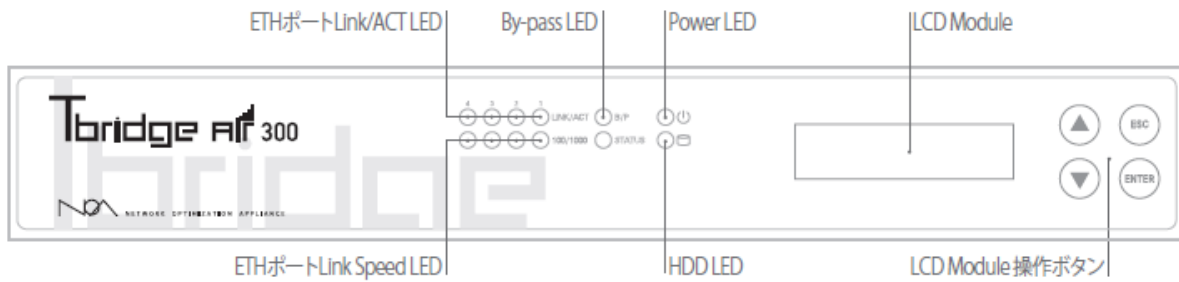 ETHポートLink/ACT LED
By-pass LED
Power LED
LCD Module
4 3 2 1 LINK/ACT B/P
Tbridge Air 300
100/1000 STATUS
ESC
ENTER
Tbridge
NOA NETWORK OPTIMIZATION APPLIANCE
ETHポートLink Speed LED
HDD LED
LCD Module 操作ボタン